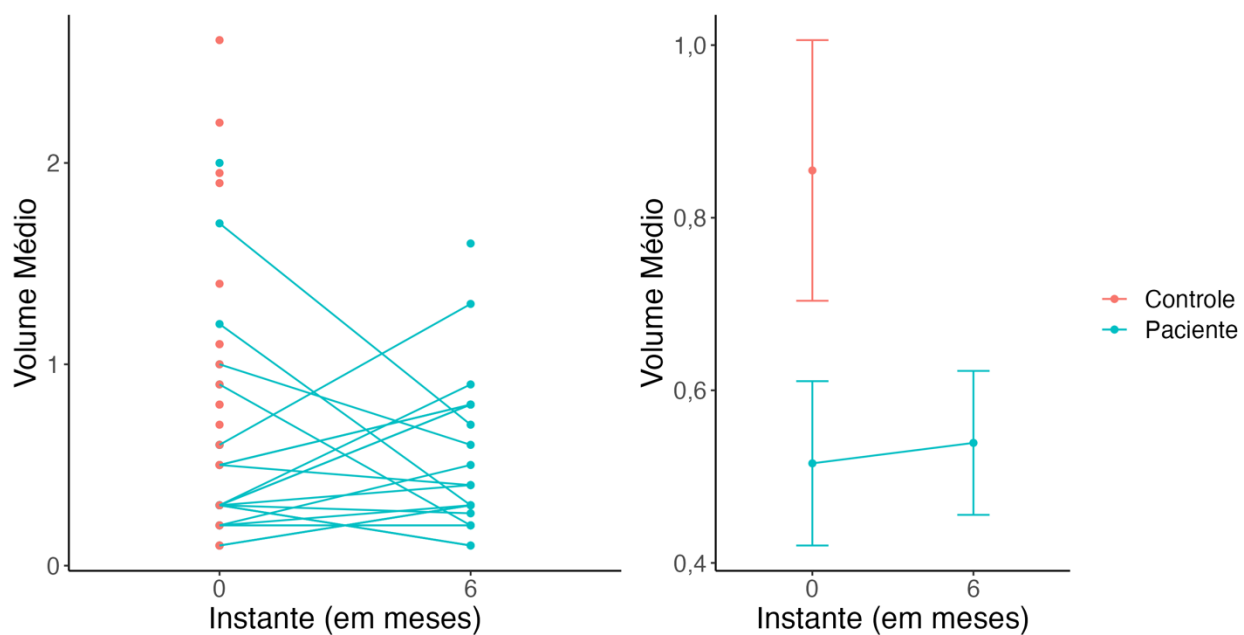 Volume Médio
2
1
0
0
6
Instante (em meses)
Volume Médio
1,0
0,8
0,6
0,4
0
6
Instante (em meses)
Controle
Paciente